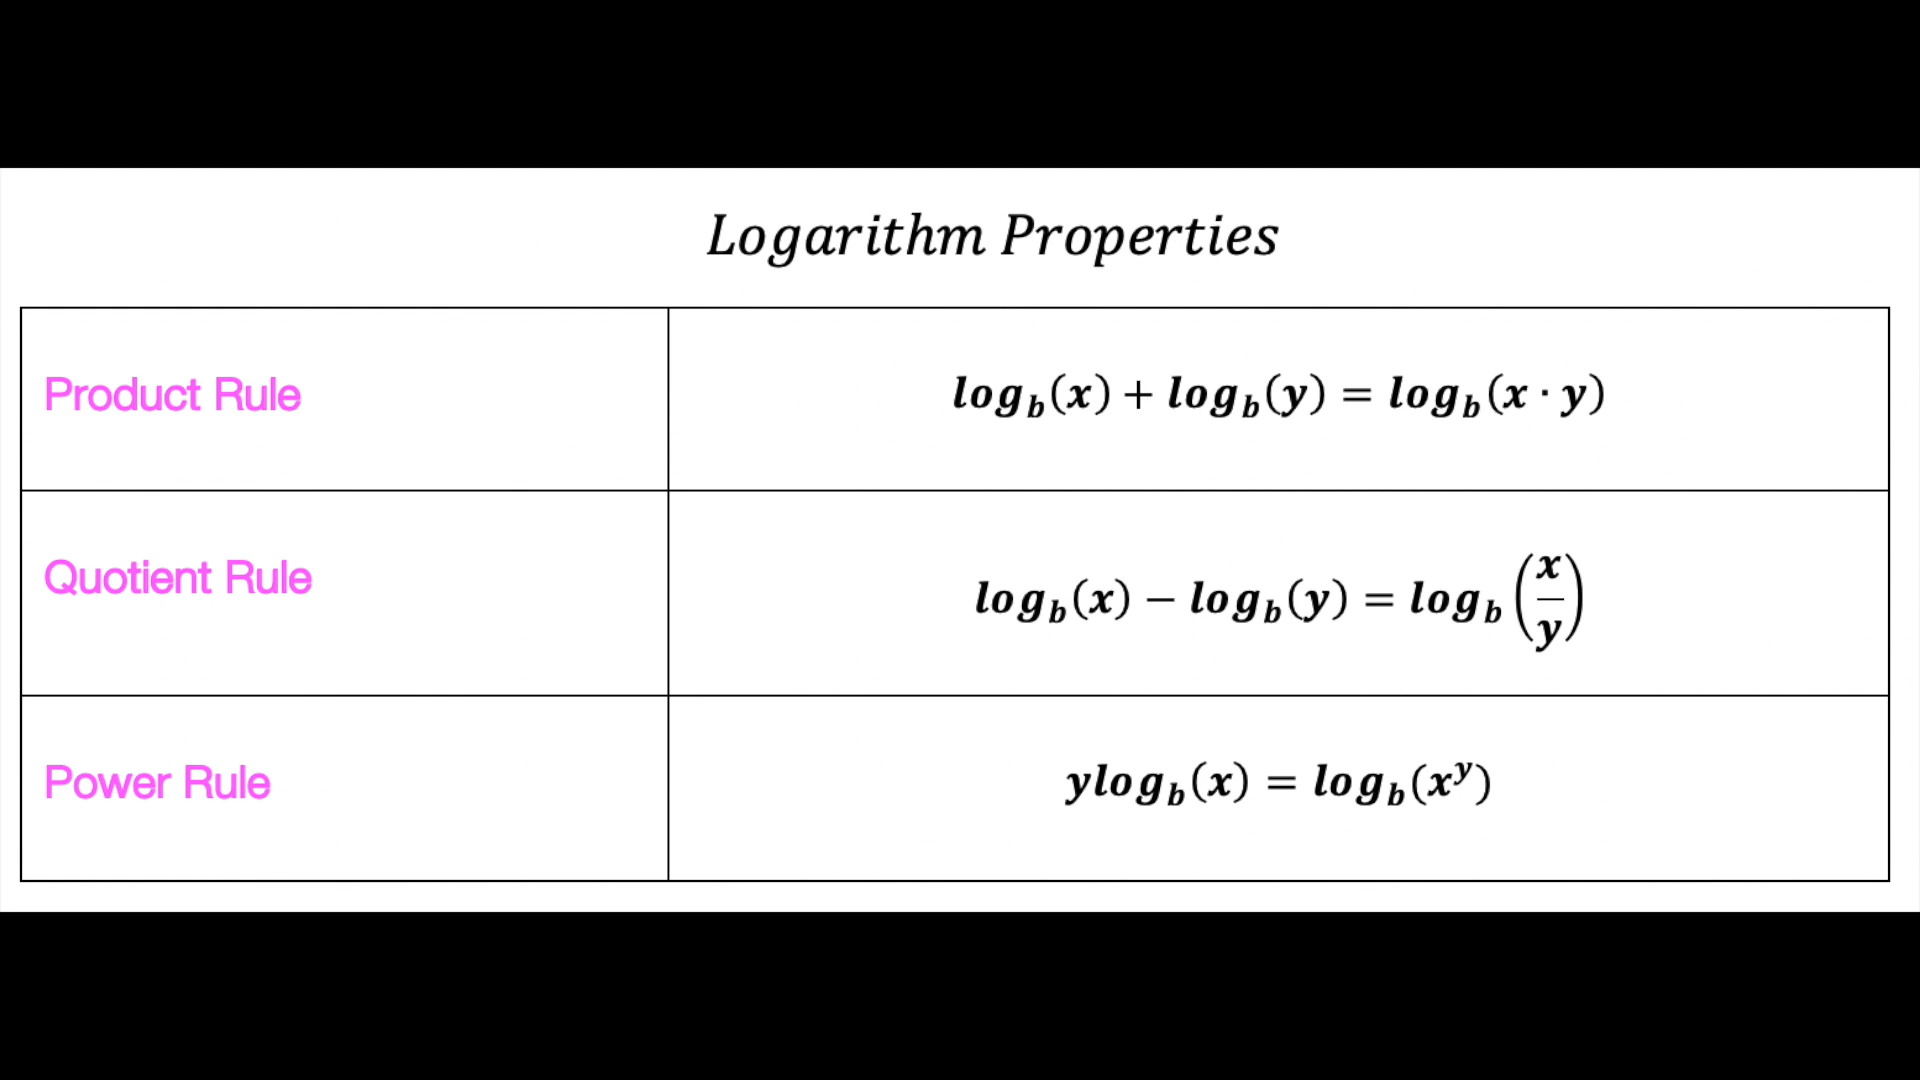 Logarithm Properties
Product Rule
log_b(x) + log_b(y) = log_b(x · y)
Quotient Rule
log_b(x) − log_b(y) = log_b(x/y)
Power Rule
ylog_b(x) = log_b(x^y)